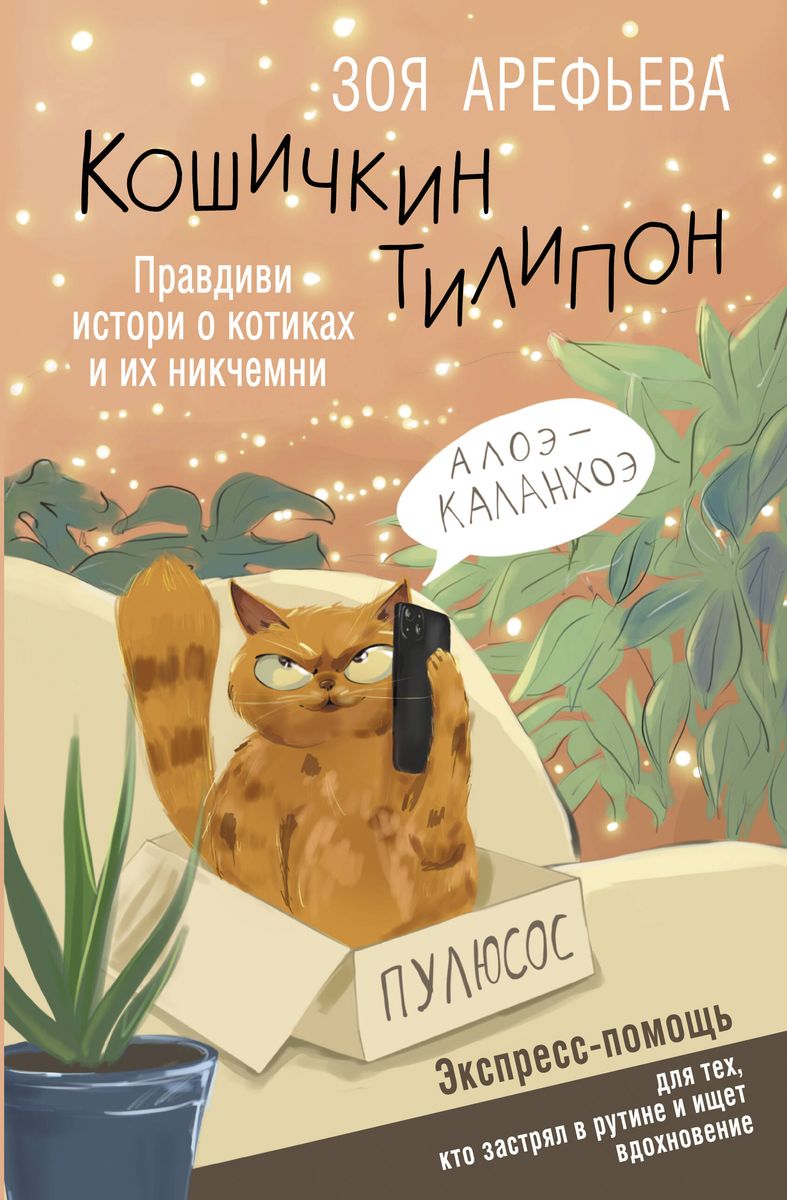 ЗОЯ АРЕФЬЕВА
КОШИЧКИН
ТИЛИПОН
Правдиви
истори о котиках
и их никчемни
АЛОЭ-
КАЛАНХОЭ
ПУЛЮСОС
Экспресс-помощь
для тех,
кто застрял в рутине и ищет
вдохновение